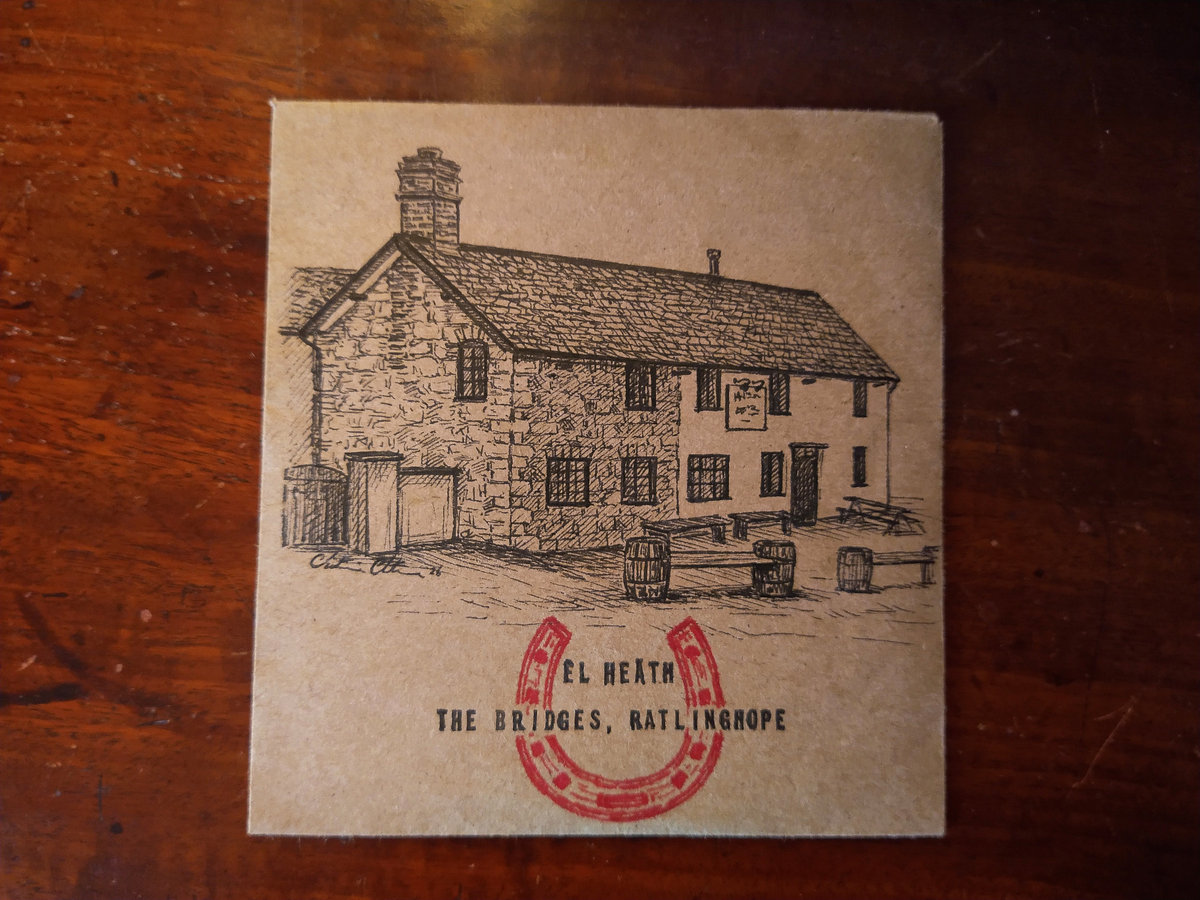 EL HEATH
THE BRIDGES, RATLINGHOPE